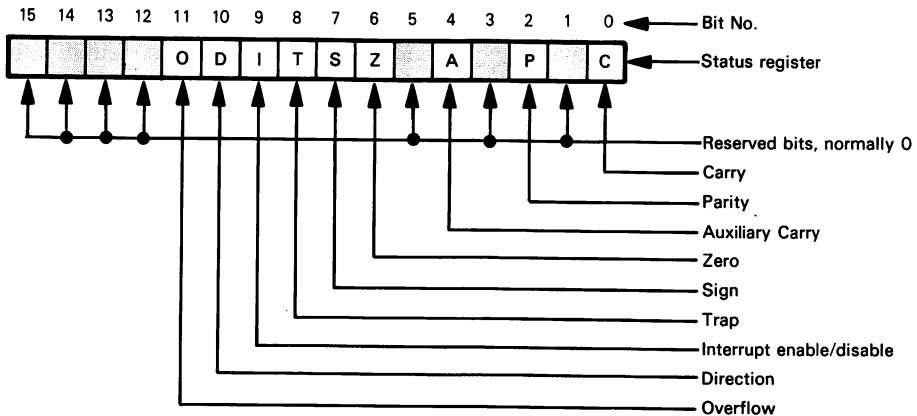 15 14 13 12 11 10 9 8 7 6 5 4 3 2 1 0 Bit No.
O D I T S Z A P C Status register
Reserved bits, normally 0
Carry
Parity
Auxiliary Carry
Zero
Sign
Trap
Interrupt enable/disable
Direction
Overflow